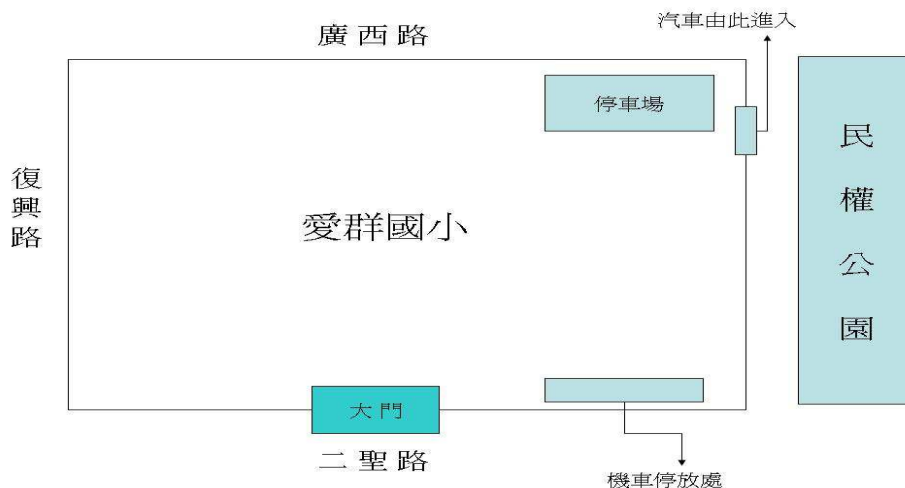 汽車由此進入
廣西路
停車場
民權公園
復興路
愛群國小
大門
二聖路
機車停放處